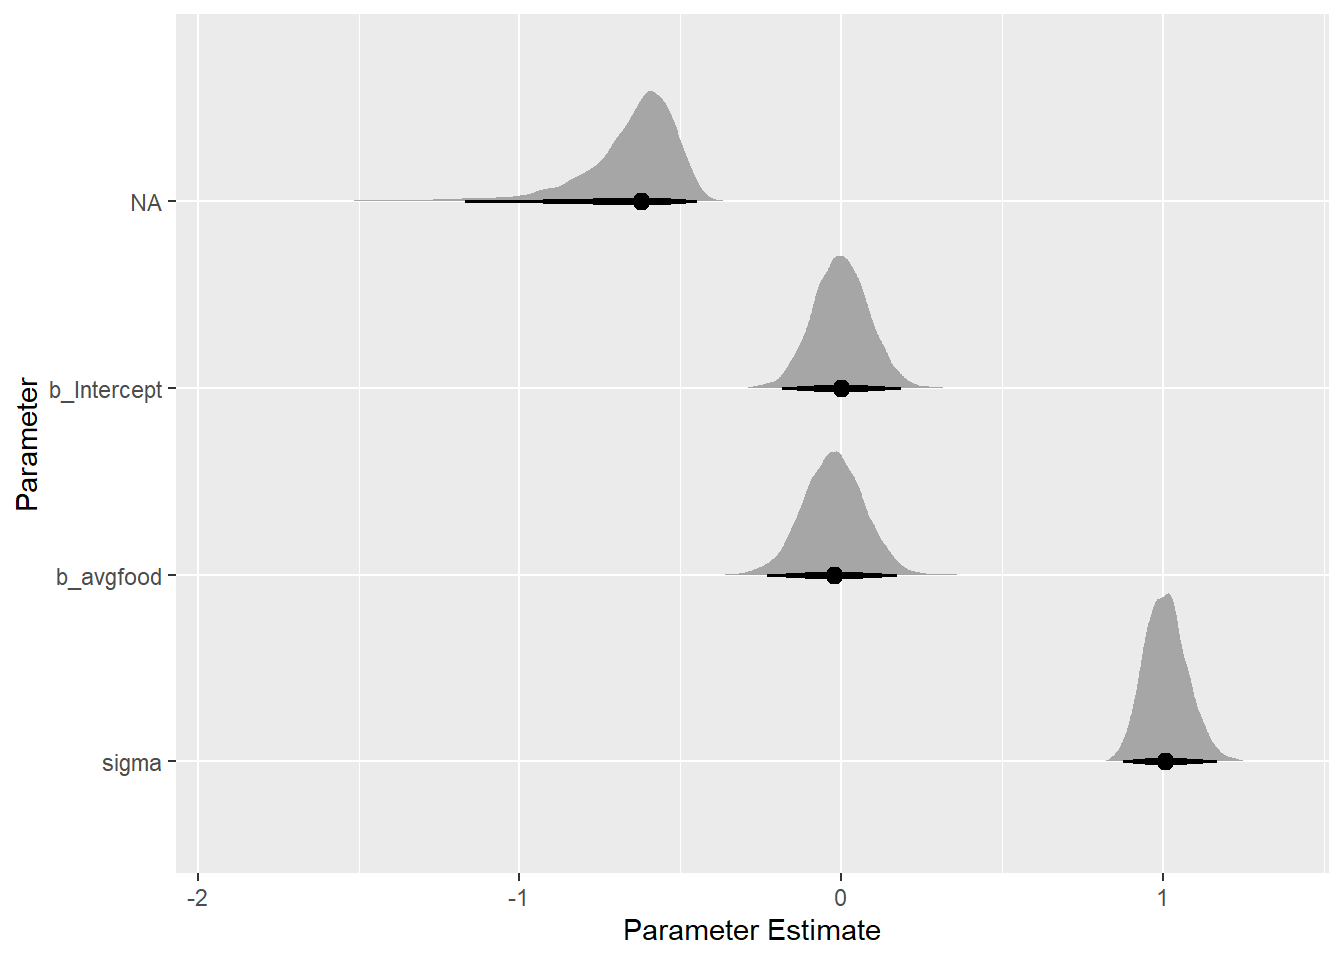 NA
b_Intercept
b_avgfood
sigma
Parameter
-2 -1 0 1
Parameter Estimate